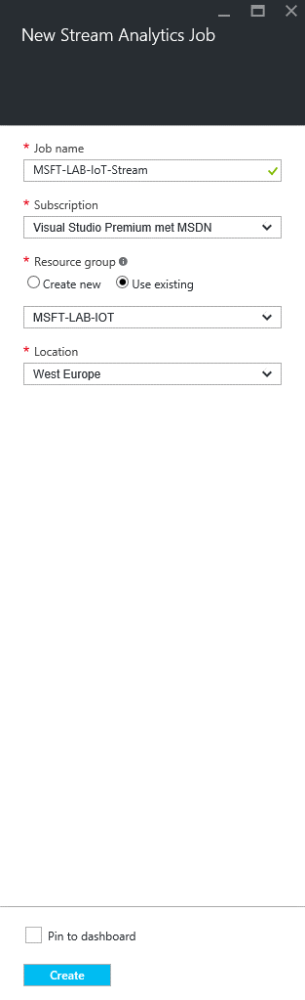 New Stream Analytics Job
* Job name
MSFT-LAB-IoT-Stream
* Subscription
Visual Studio Premium met MSDN
* Resource group
Create new Use existing
MSFT-LAB-IOT
* Location
West Europe
Pin to dashboard
Create